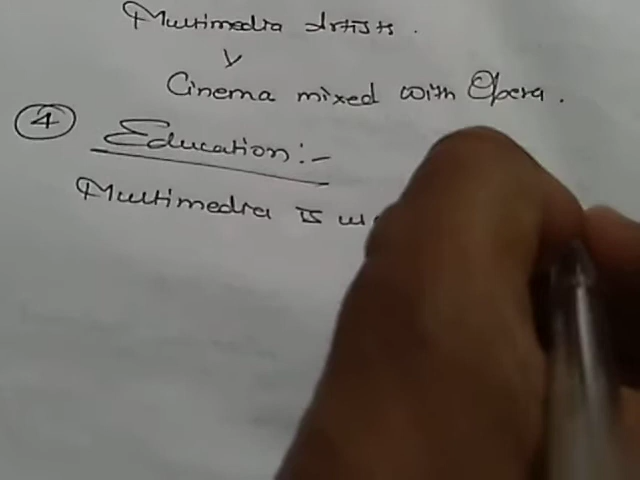 Multimedia Artists.
Cinema mixed with Opera.
4 Education:-
Multimedia is